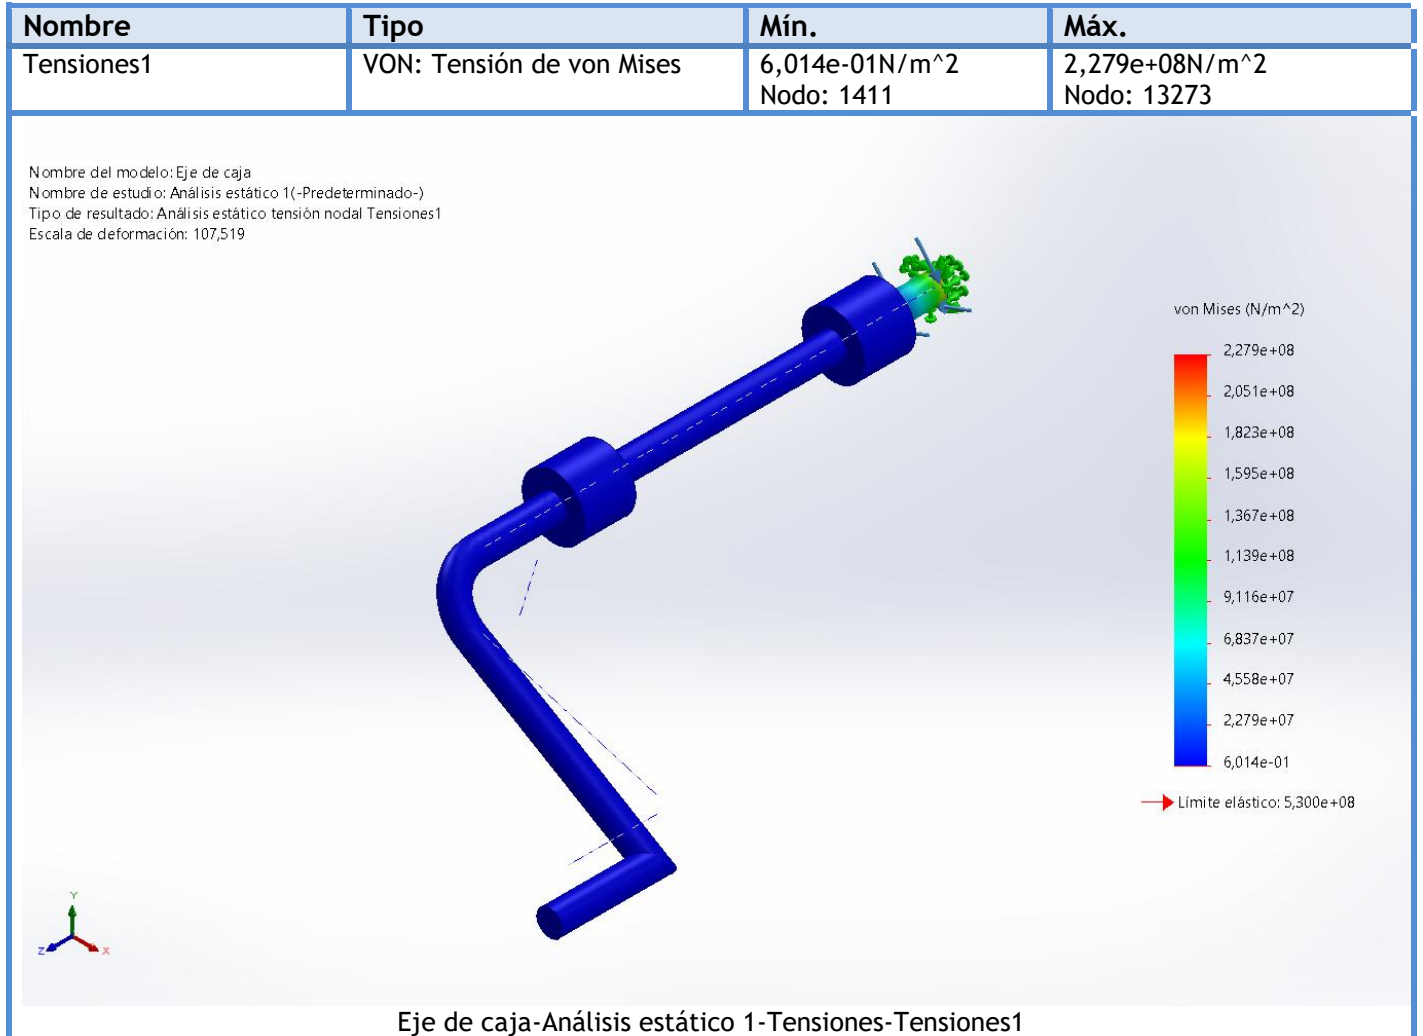 Nombre Tipo Mín. Máx.
Tensiones1 VON: Tensión de von Mises 6,014e-01N/m^2 2,279e+08N/m^2
Nodo: 1411 Nodo: 13273
Nombre del modelo: Eje de caja
Nombre de estudio: Análisis estático 1(-Predeterminado-)
Tipo de resultado: Análisis estático tensión nodal Tensiones1
Escala de deformación: 107,519
von Mises (N/m^2)
2,279e+08
2,051e+08
1,823e+08
1,595e+08
1,367e+08
1,139e+08
9,116e+07
6,837e+07
4,558e+07
2,279e+07
6,014e-01
Límite elástico: 5,300e+08
Y
Z X
Eje de caja-Análisis estático 1-Tensiones-Tensiones1